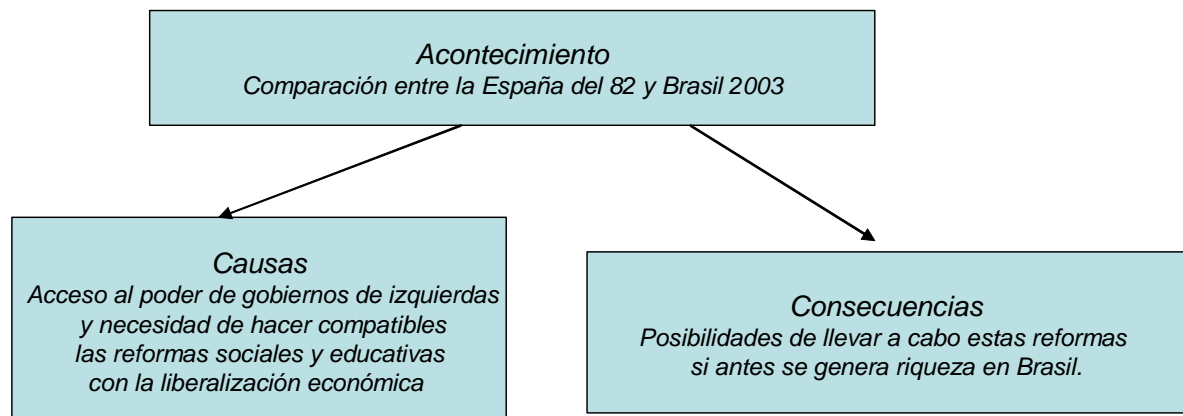 Acontecimiento
Comparación entre la España del 82 y Brasil 2003
Causas
Acceso al poder de gobiernos de izquierdas
y necesidad de hacer compatibles
las reformas sociales y educativas
con la liberalización económica
Consecuencias
Posibilidades de llevar a cabo estas reformas
si antes se genera riqueza en Brasil.